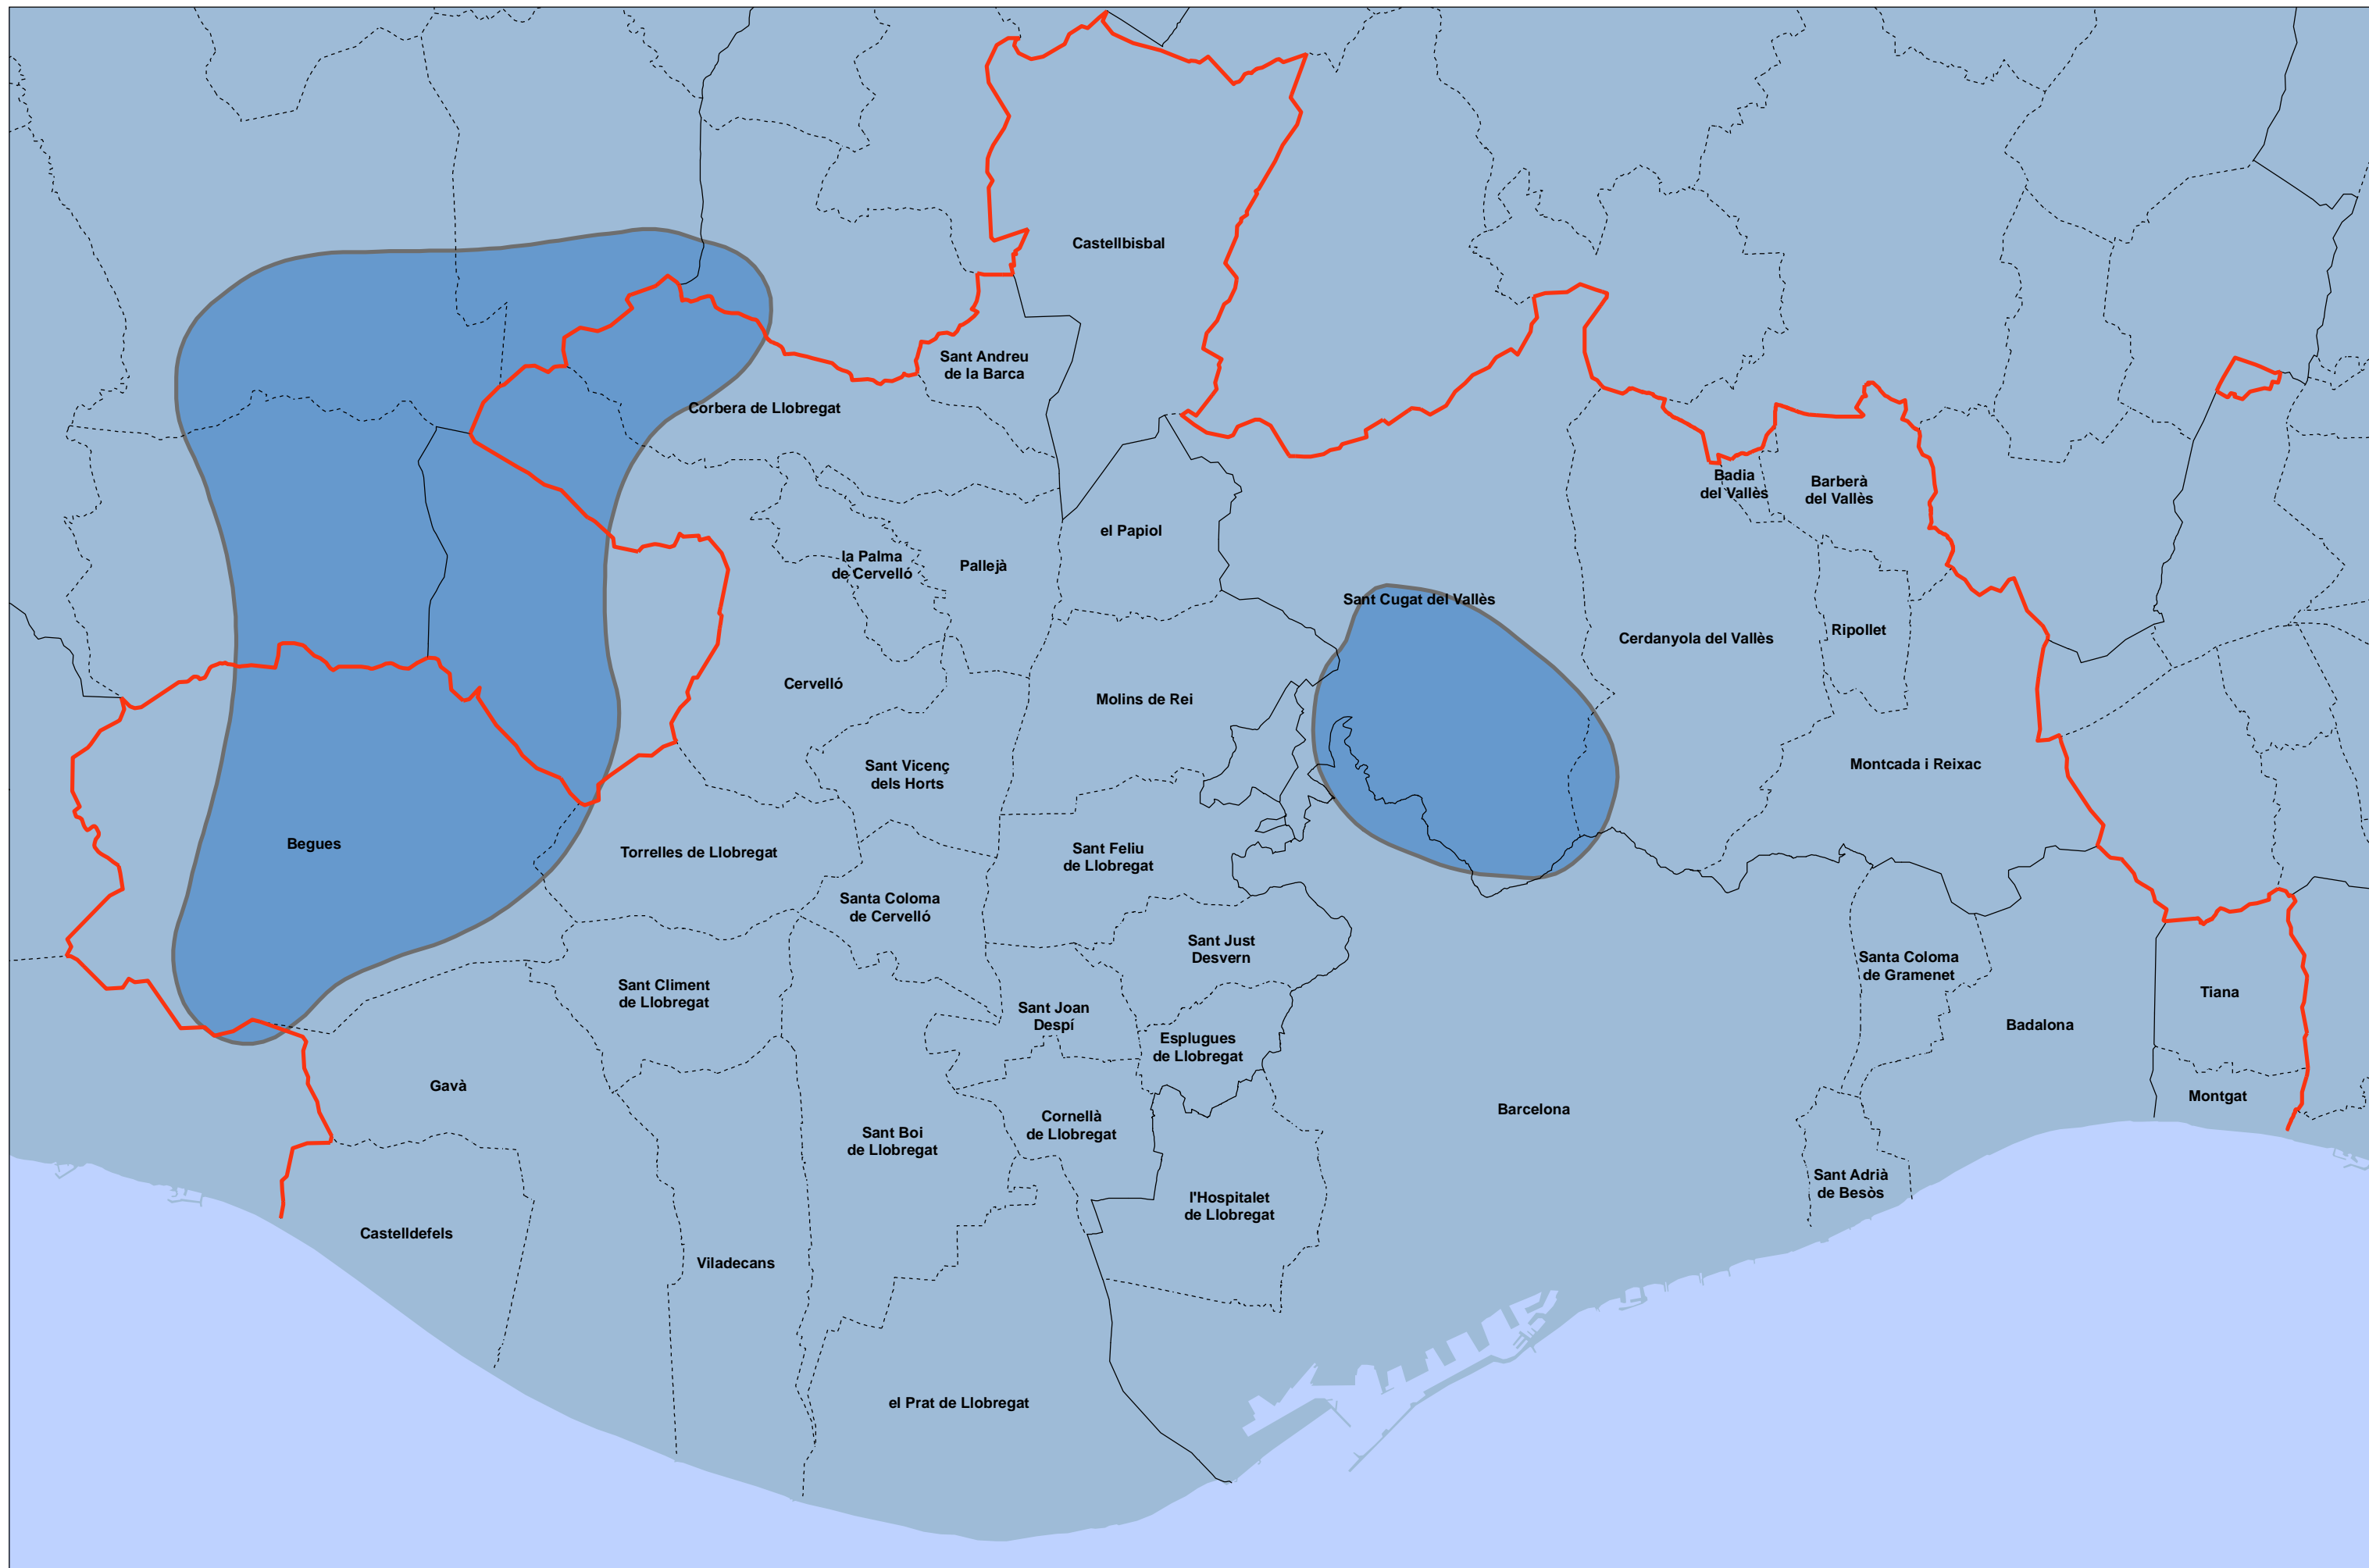 Castellbisbal
Sant Andreu
de la Barca
Corbera de Llobregat
Badia
del Vallès
Barberà
del Vallès
el Papiol
la Palma
de Cervelló
Pallejà
Sant Cugat del Vallès
Ripollet
Cerdanyola del Vallès
Cervelló
Molins de Rei
Sant Vicenç
dels Horts
Montcada i Reixac
Begues
Torrelles de Llobregat
Sant Feliu
de Llobregat
Santa Coloma
de Cervelló
Sant Just
Desvern
Santa Coloma
de Gramenet
Sant Climent
de Llobregat
Tiana
Sant Joan
Despí
Badalona
Esplugues
de Llobregat
Gavà
Montgat
Barcelona
Cornellà
de Llobregat
Sant Boi
de Llobregat
Sant Adrià
de Besòs
l'Hospitalet
de Llobregat
Castelldefels
Viladecans
el Prat de Llobregat